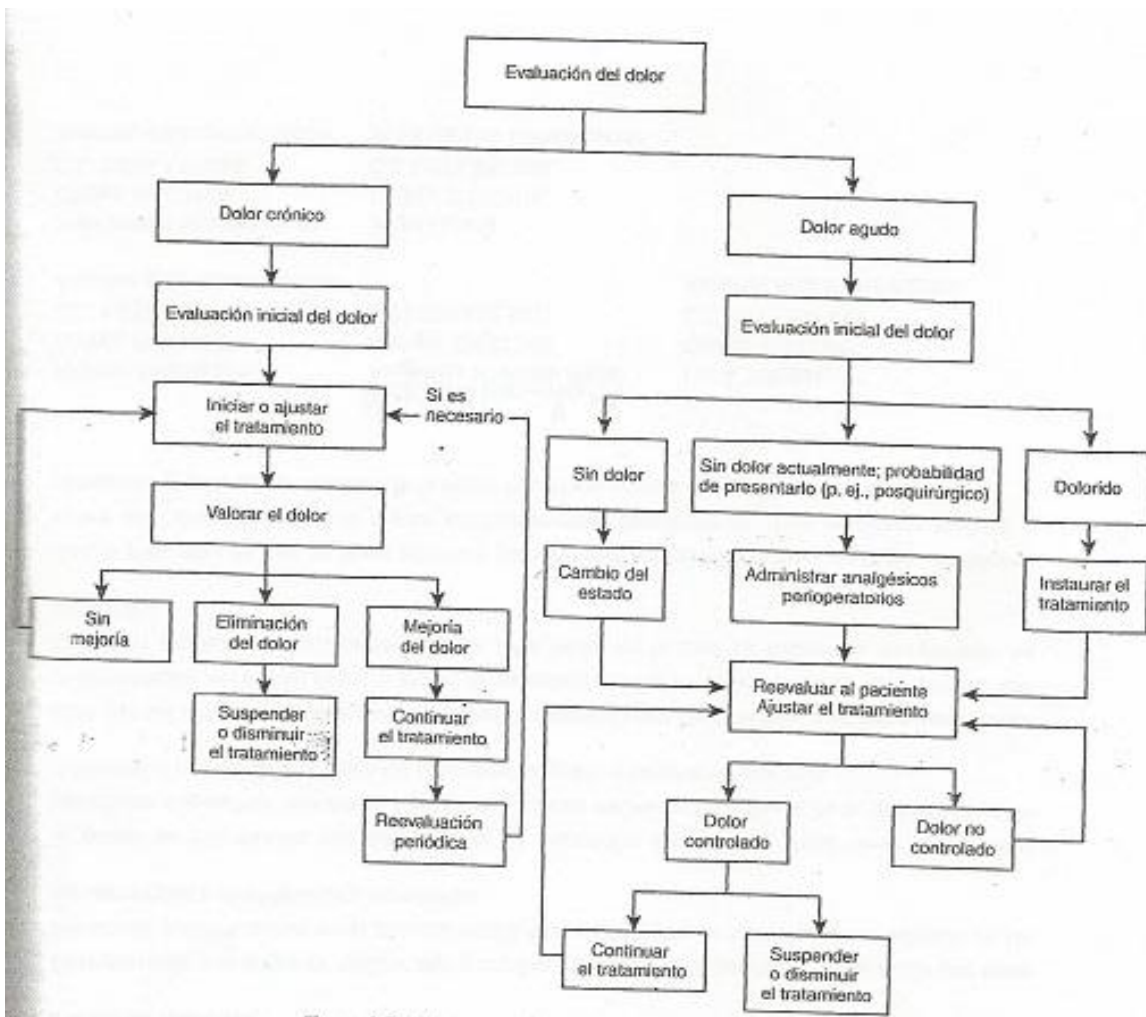 Evaluación del dolor
Dolor crónico
Dolor agudo
Evaluación inicial del dolor
Evaluación inicial del dolor
Iniciar o ajustar
el tratamiento
Si es
necesario
Valorar el dolor
Sin dolor
Sin dolor actualmente; probabilidad
de presentarlo (p. ej., posquirúrgico)
Dolorido
Cambio del
estado
Administrar analgésicos
perioperatorios
Instaurar el
tratamiento
Sin
mejoría
Eliminación
del dolor
Mejoría
del dolor
Suspender
o disminuir
el tratamiento
Continuar
el tratamiento
Reevaluar al paciente
Ajustar el tratamiento
Reevaluación
periódica
Dolor
controlado
Dolor no
controlado
Continuar
el tratamiento
Suspender
o disminuir
el tratamiento